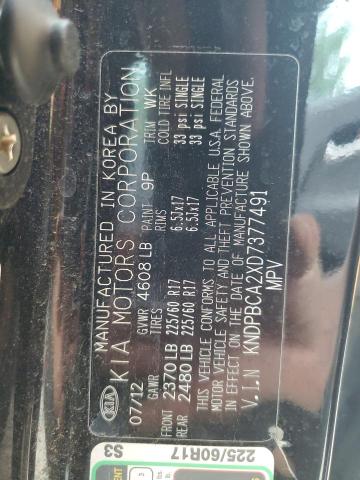 MANUFACTURED IN KOREA BY
KIA KIA MOTORS CORPORATION
07/12 GVWR 4608 LB PAINT 9P TRIM WK
GAWR TIRES RIMS COLD TIRE INFL
FRONT 2370 LB 225/60 R17 6.5JX17 33 psi SINGLE
REAR 2480 LB 225/60 R17 6.5JX17 33 psi SINGLE
THIS VEHICLE CONFORMS TO ALL APPLICABLE U.S.A. FEDERAL
MOTOR VEHICLE SAFETY AND THEFT PREVENTION STANDARDS
IN EFFECT ON THE DATE OF MANUFACTURE SHOWN ABOVE.
V.I.N KNDPBCA2XD7377491
MPV
S3 225/60R17